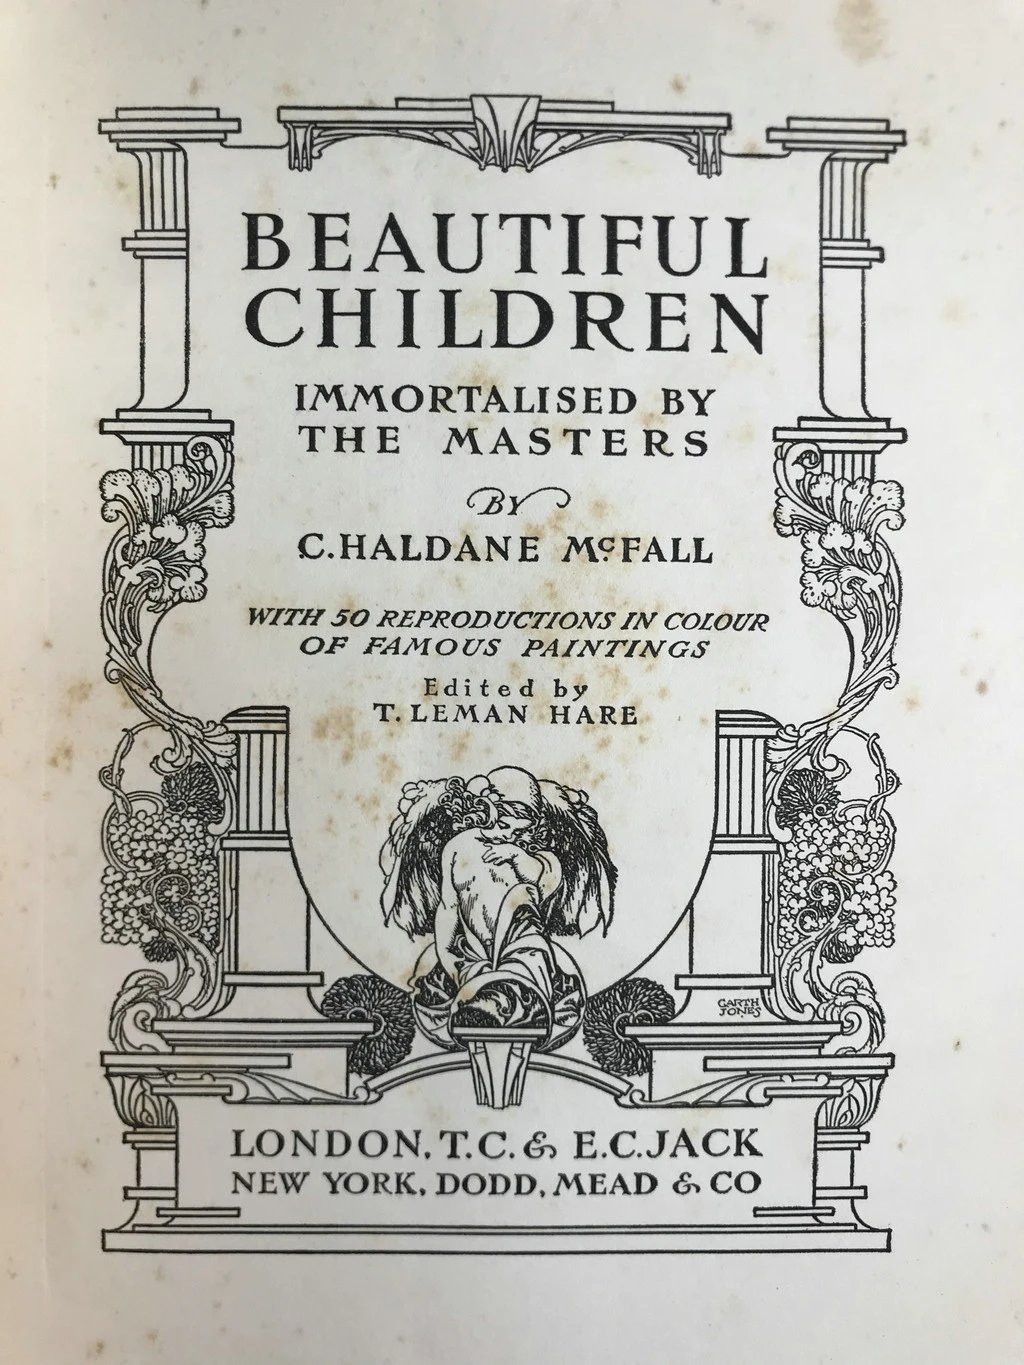 BEAUTIFUL
CHILDREN
IMMORTALISED BY
THE MASTERS
BY
C. HALDANE McFALL
WITH 50 REPRODUCTIONS IN COLOUR
OF FAMOUS PAINTINGS
Edited by
T. LEMAN HARE
GARTH
JONES
LONDON, T.C. & E.C. JACK
NEW YORK, DODD, MEAD & CO